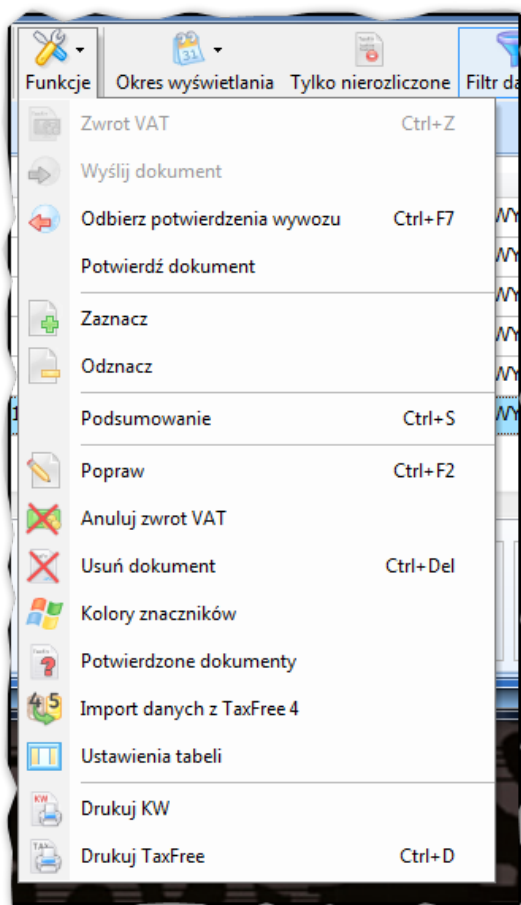 Funkcje Okres wyświetlania Tylko nierozliczone Filtr
Zwrot VAT Ctrl+Z
Wyślij dokument
Odbierz potwierdzenia wywozu Ctrl+F7
Potwierdź dokument
Zaznacz
Odznacz
Podsumowanie Ctrl+S
Popraw Ctrl+F2
Anuluj zwrot VAT
Usuń dokument Ctrl+Del
Kolory znaczników
Potwierdzone dokumenty
Import danych z TaxFree 4
Ustawienia tabeli
Drukuj KW
Drukuj TaxFree Ctrl+D